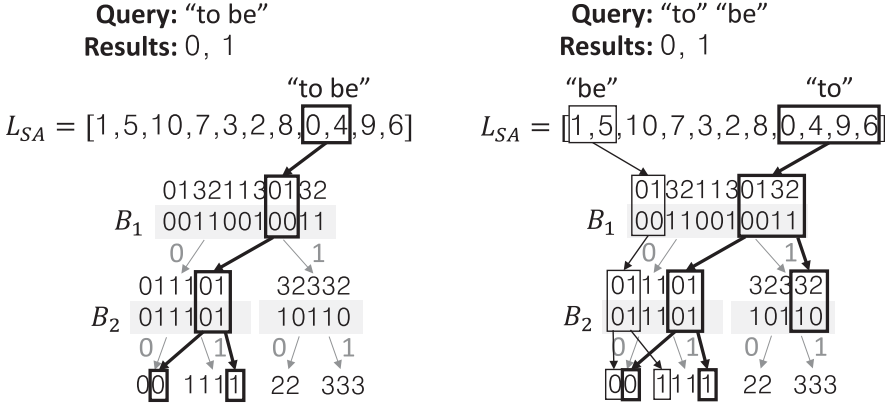 Query: “to be”
Results: 0, 1
“to be”
L_SA = [1,5,10,7,3,2,8,0,4,9,6]
01321130132
B_1 00110010011
0 1
011101 32332
B_2 011101 10110
0 1 0 1
00 1111 22 333
Query: “to” “be”
Results: 0, 1
“be” “to”
L_SA = [1,5,10,7,3,2,8,0,4,9,6]
01321130132
B_1 00110010011
0 1
011101 32332
B_2 011101 10110
0 1 0 1
00 1111 22 333